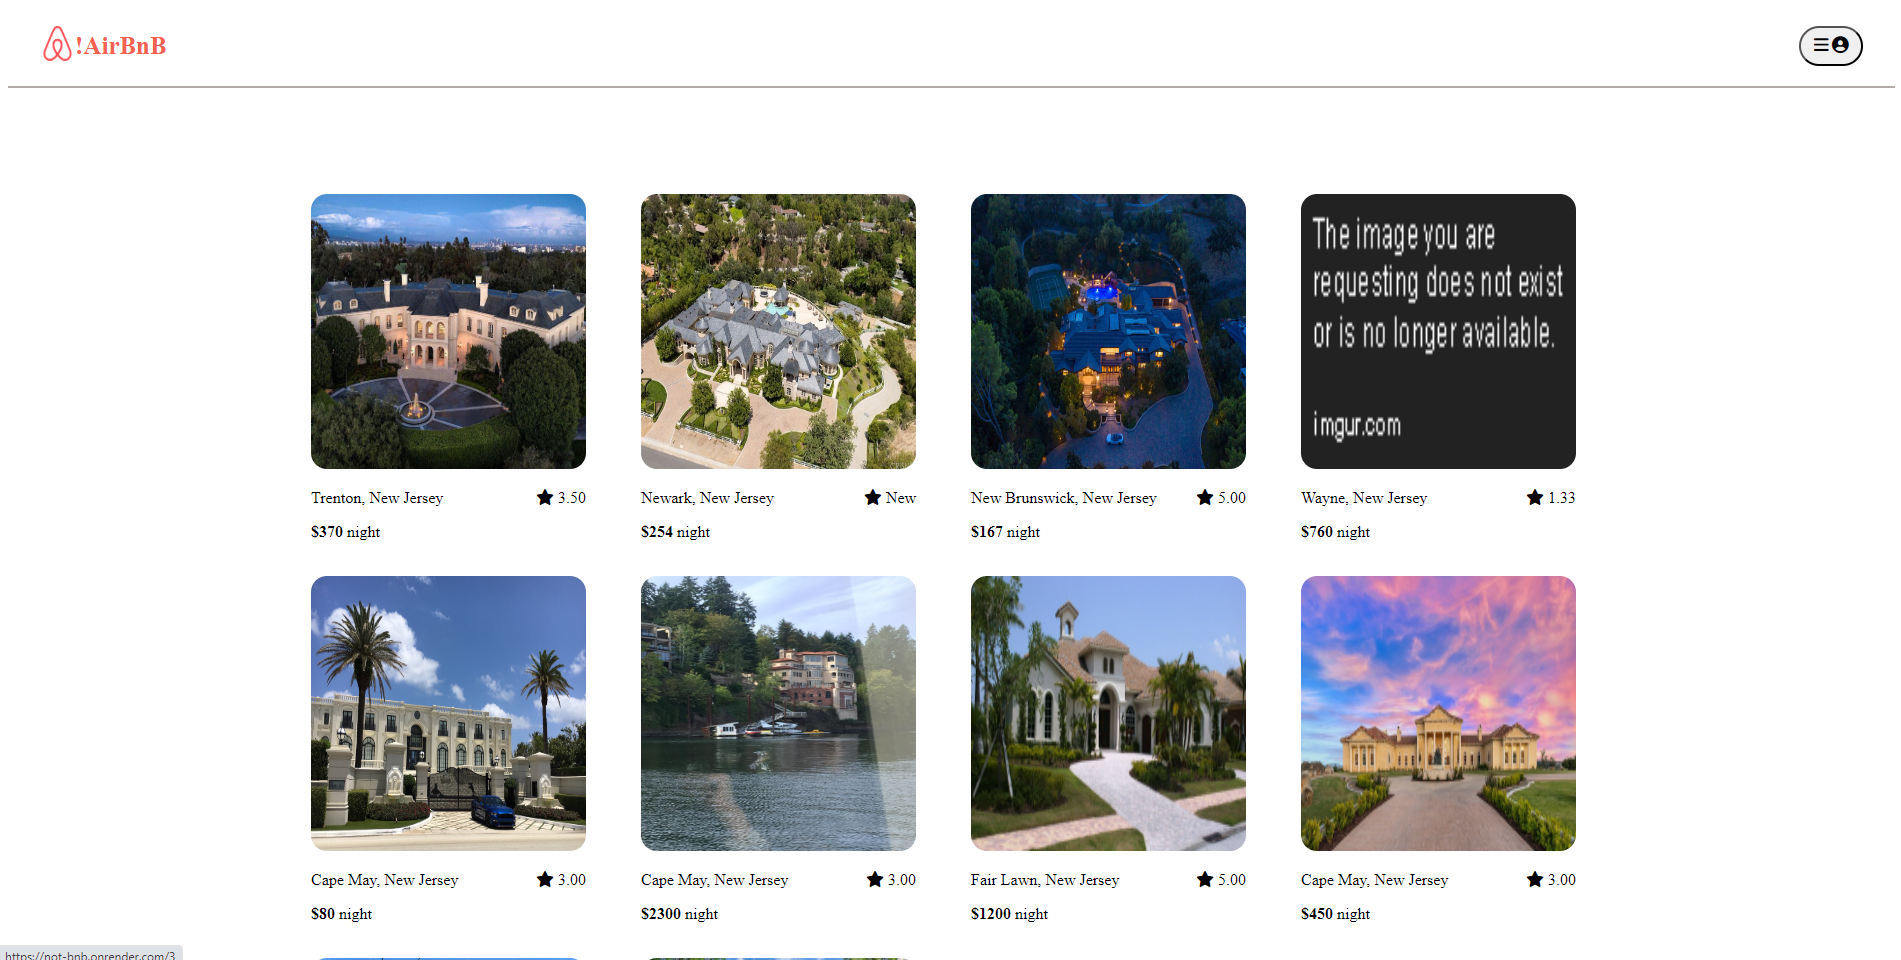 !AirBnB
The image you are
requesting does not exist
or is no longer available.
imgur.com
Trenton, New Jersey 3.50
$370 night
Newark, New Jersey New
$254 night
New Brunswick, New Jersey 5.00
$167 night
Wayne, New Jersey 1.33
$760 night
Cape May, New Jersey 3.00
$80 night
Cape May, New Jersey 3.00
$2300 night
Fair Lawn, New Jersey 5.00
$1200 night
Cape May, New Jersey 3.00
$450 night
https://not-bnb.onrender.com/3